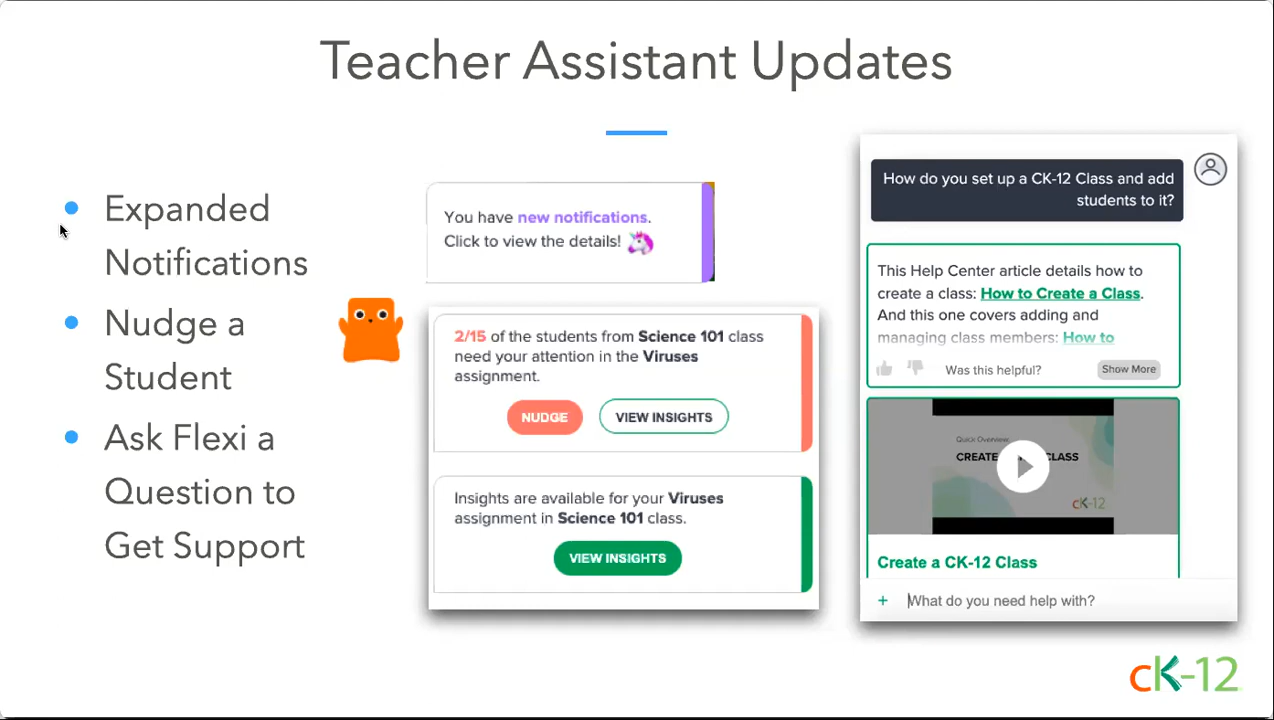 Teacher Assistant Updates
Expanded
Notifications
Nudge a
Student
Ask Flexi a
Question to
Get Support
You have new notifications.
Click to view the details!
2/15 of the students from Science 101 class
need your attention in the Viruses
assignment.
NUDGE
VIEW INSIGHTS
Insights are available for your Viruses
assignment in Science 101 class.
VIEW INSIGHTS
How do you set up a CK-12 Class and add
students to it?
This Help Center article details how to
create a class: How to Create a Class.
And this one covers adding and
managing class members: How to
Was this helpful?
Show More
Quick Overview:
CREATE CLASS
cK-12
Create a CK-12 Class
+ What do you need help with?
cK-12